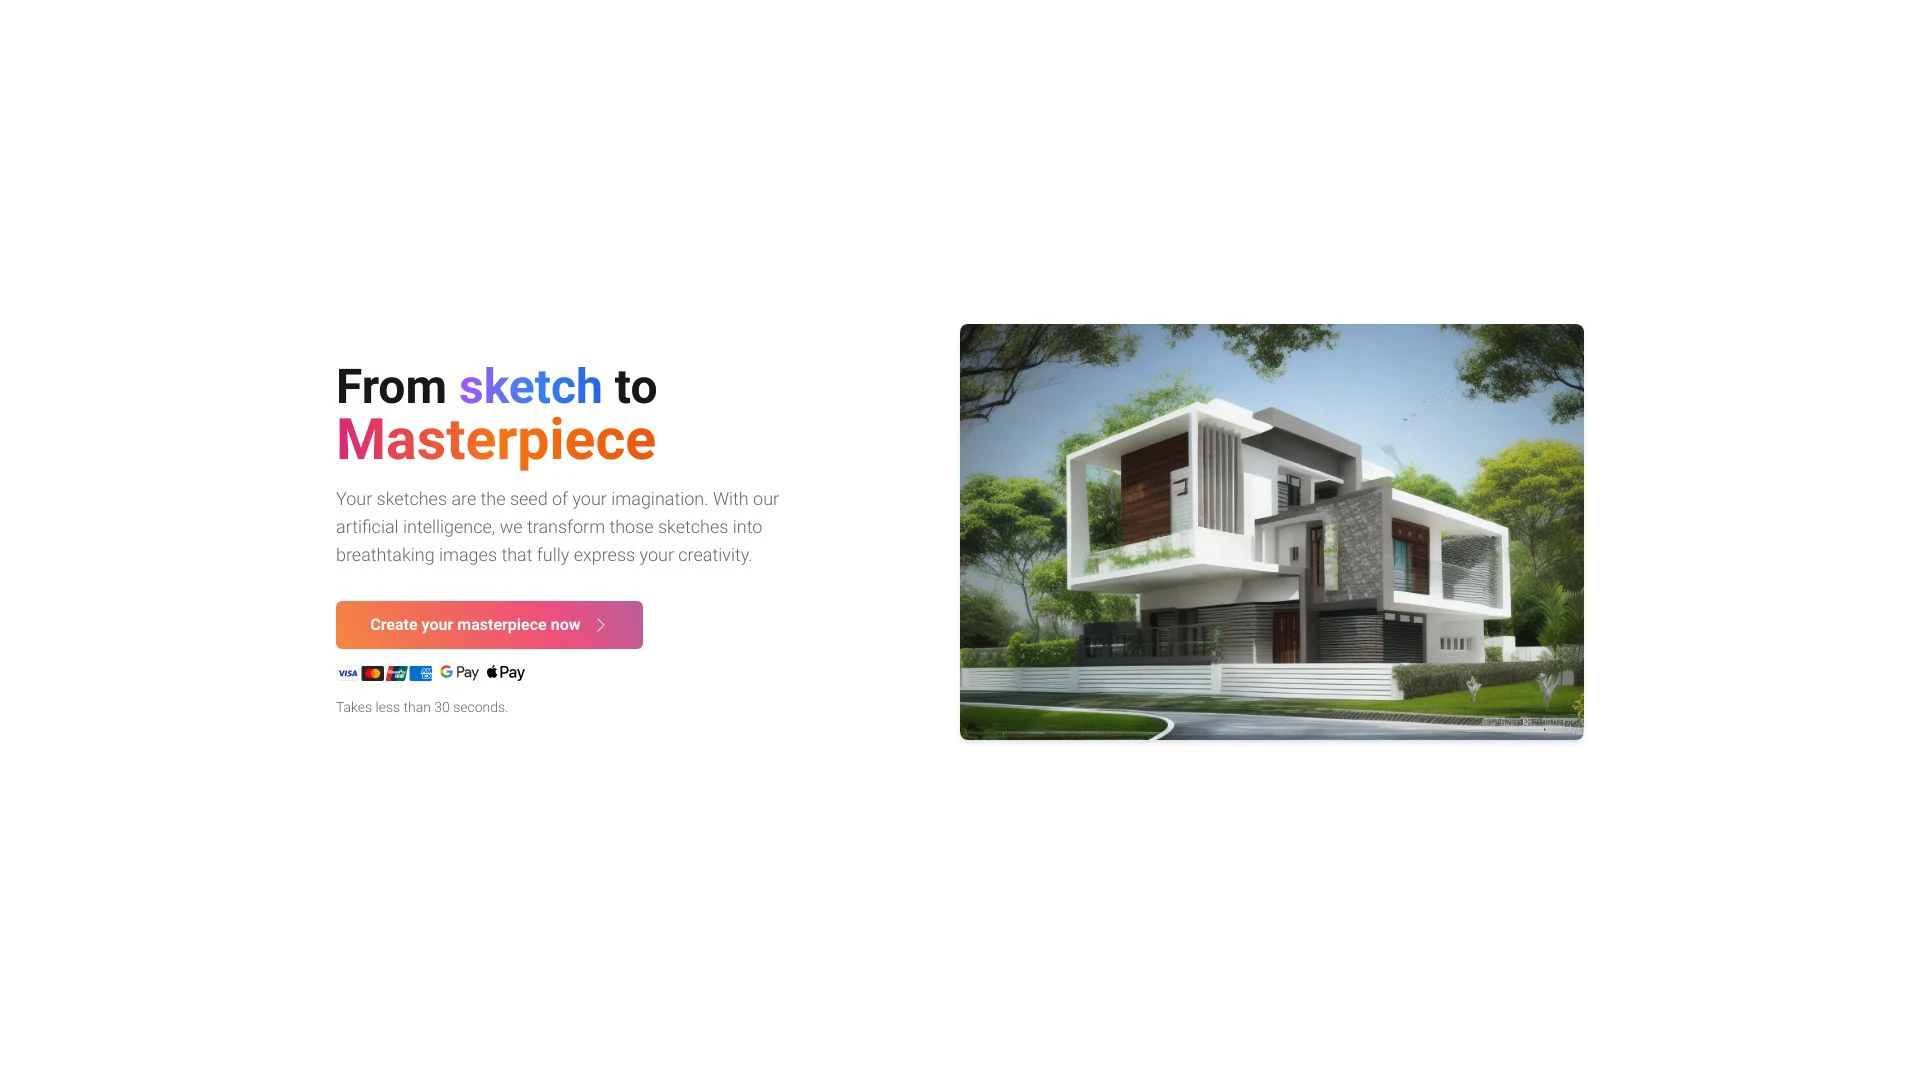 From sketch to
Masterpiece
Your sketches are the seed of your imagination. With our
artificial intelligence, we transform those sketches into
breathtaking images that fully express your creativity.
Create your masterpiece now
VISA G Pay Pay
Takes less than 30 seconds.